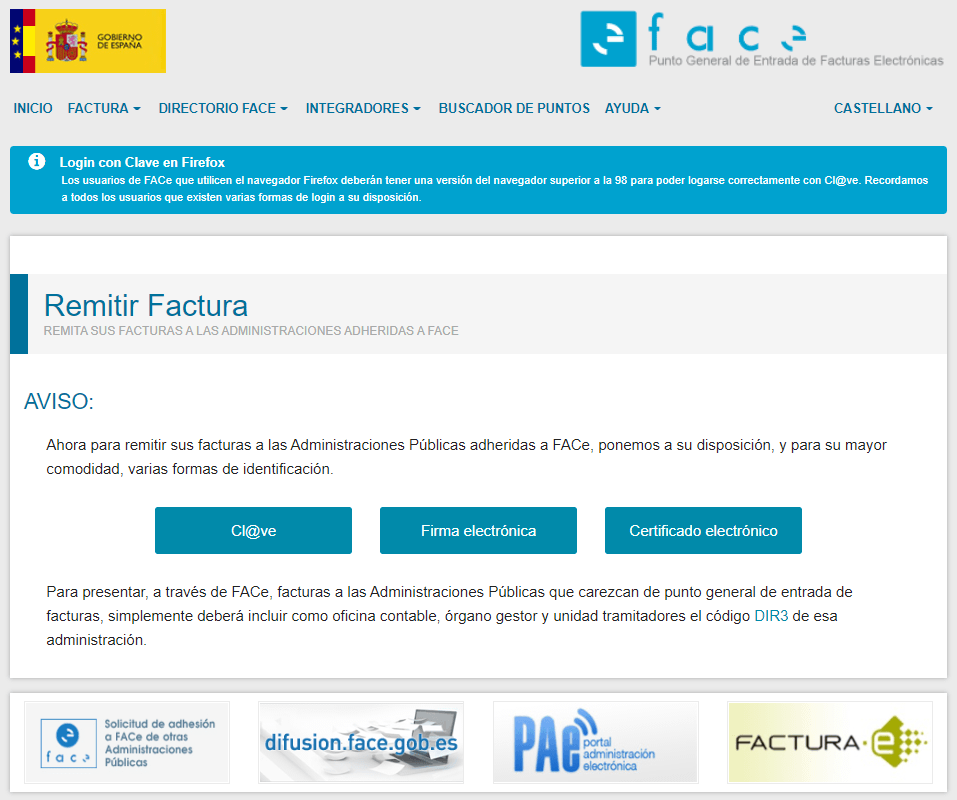 GOBIERNO
DE ESPAÑA
face
Punto General de Entrada de Facturas Electrónicas
INICIO FACTURA DIRECTORIO FACE INTEGRADORES BUSCADOR DE PUNTOS AYUDA CASTELLANO
Login con Clave en Firefox
Los usuarios de FACe que utilicen el navegador Firefox deberán tener una versión del navegador superior a la 98 para poder logarse correctamente con Cl@ve. Recordamos
a todos los usuarios que existen varias formas de login a su disposición.
Remitir Factura
REMITA SUS FACTURAS A LAS ADMINISTRACIONES ADHERIDAS A FACE
AVISO:
Ahora para remitir sus facturas a las Administraciones Públicas adheridas a FACe, ponemos a su disposición, y para su mayor
comodidad, varias formas de identificación.
Cl@ve Firma electrónica Certificado electrónico
Para presentar, a través de FACe, facturas a las Administraciones Públicas que carezcan de punto general de entrada de
facturas, simplemente deberá incluir como oficina contable, órgano gestor y unidad tramitadores el código DIR3 de esa
administración.
face
Solicitud de adhesión
a FACe de otras
Administraciones
Públicas
difusion.face.gob.es
PAe
portal
administración
electrónica
FACTURA·e